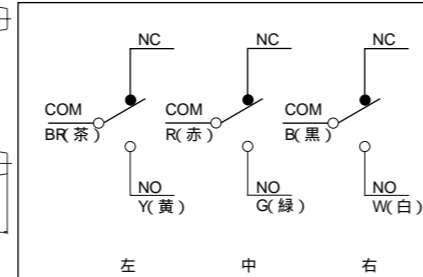 NC NC NC
COM COM COM
BR(茶) R(赤) B(黒)
NO NO NO
Y(黄) G(緑) W(白)
左 中 右